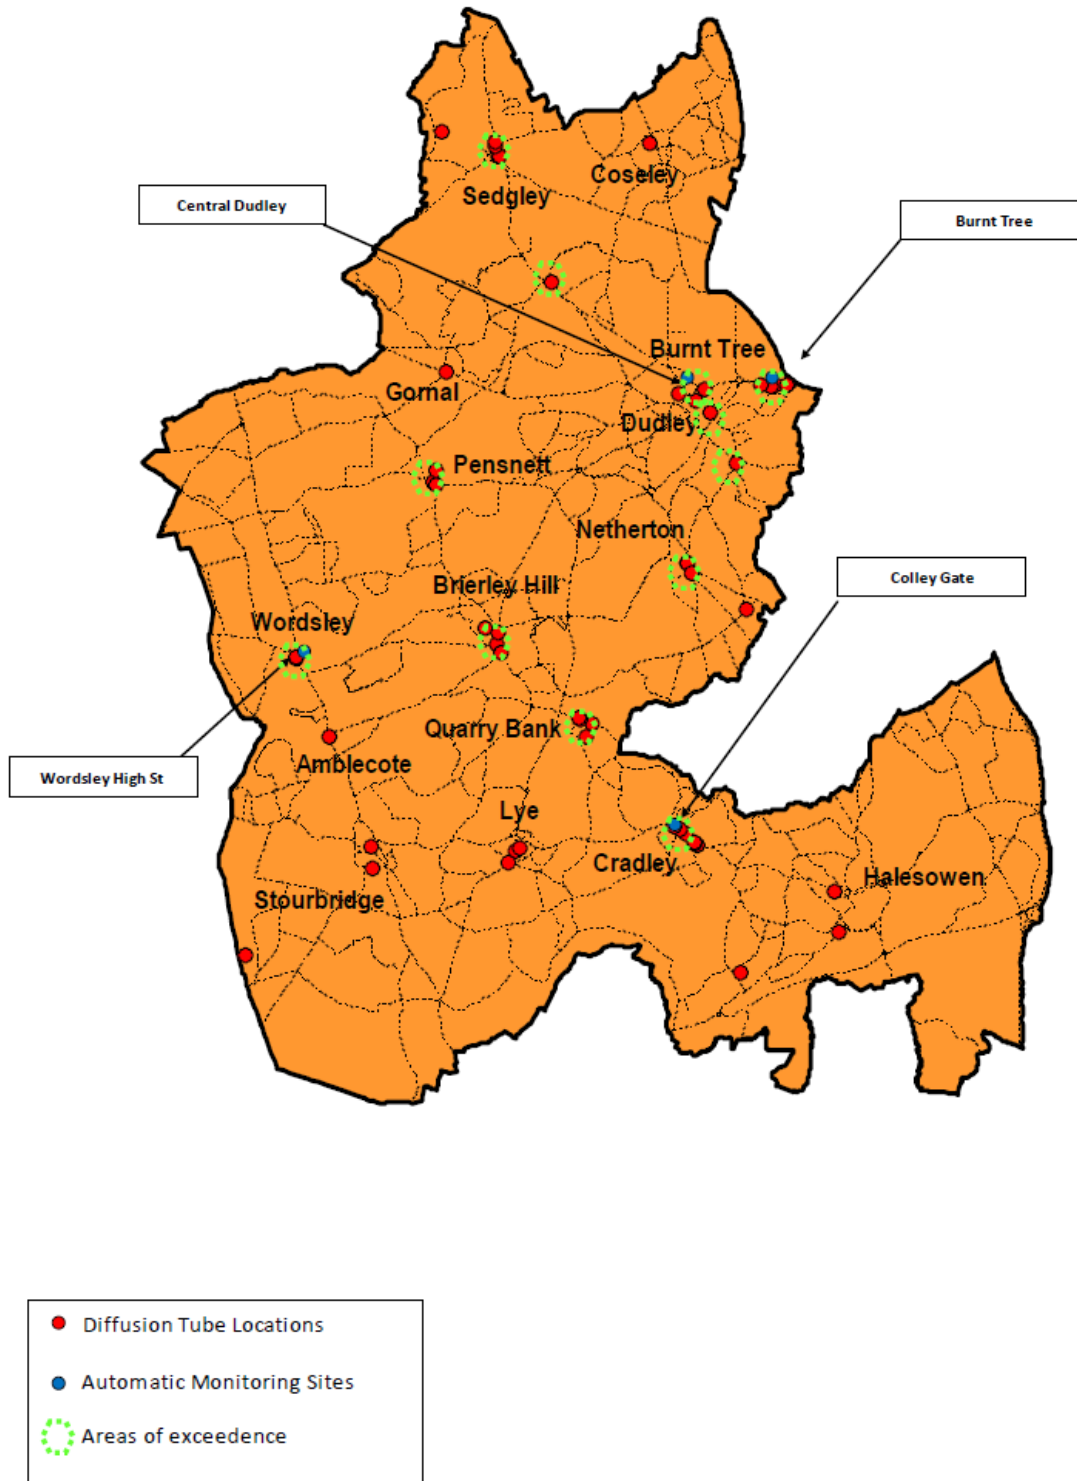 Coseley
Sedgley
Central Dudley
Burnt Tree
Burnt Tree
Gornal
Dudley
Pensnett
Netherton
Colley Gate
Brierley Hill
Wordsley
Quarry Bank
Amblecote
Wordsley High St
Lye
Cradley
Halesowen
Stourbridge
Diffusion Tube Locations
Automatic Monitoring Sites
Areas of exceedence